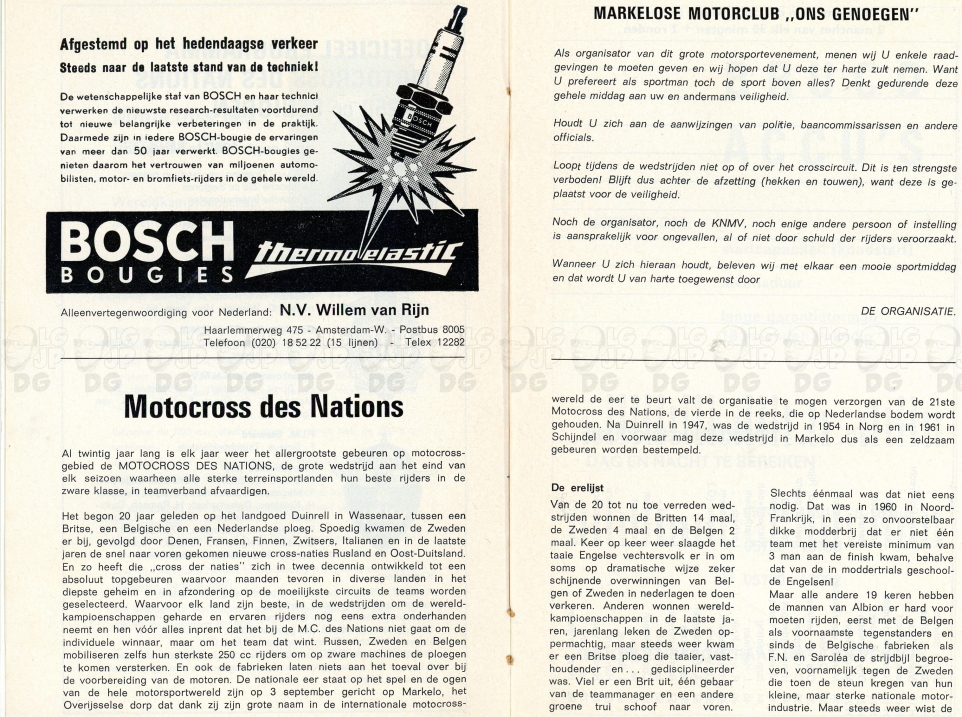 Afgestemd op het hedendaagse verkeer
Steeds naar de laatste stand van de techniek!
De wetenschappelijke staf van BOSCH en haar technici
verwerken de nieuwste research-resultaten voortdurend
tot nieuwe belangrijke verbeteringen in de praktijk.
Daarmede zijn in iedere BOSCH-bougie de ervaringen
van meer dan 50 jaar verwerkt. BOSCH-bougies ge-
nieten daarom het vertrouwen van miljoenen automo-
bilisten, motor- en bromfiets-rijders in de gehele wereld.
BOSCH
BOSCH
BOUGIES
thermo elastic
Alleenvertegenwoordiging voor Nederland: N.V. Willem van Rijn
Haarlemmerweg 475 - Amsterdam-W. - Postbus 8005
Telefoon (020) 18 52 22 (15 lijnen) - Telex 12282
Motocross des Nations
Al twintig jaar lang is elk jaar weer het allergrootste gebeuren op motocross-
gebied de MOTOCROSS DES NATIONS, de grote wedstrijd aan het eind van
elk seizoen waarheen alle sterke terreinsportlanden hun beste rijders in de
zware klasse, in teamverband afvaardigen.
Het begon 20 jaar geleden op het landgoed Duinrell in Wassenaar, tussen een
Britse, een Belgische en een Nederlandse ploeg. Spoedig kwamen de Zweden
er bij, gevolgd door Denen, Fransen, Finnen, Zwitsers, Italianen en in de laatste
jaren de snel naar voren gekomen nieuwe cross-naties Rusland en Oost-Duitsland.
En zo heeft die „cross der naties” zich in twee decennia ontwikkeld tot een
absoluut topgebeuren waarvoor maanden tevoren in diverse landen in het
diepste geheim en in afzondering op de moeilijkste circuits de teams worden
geselecteerd. Waarvoor elk land zijn beste, in de wedstrijden om de wereld-
kampioenschappen geharde en ervaren rijders nog eens extra onderhanden
neemt en hen vóór alles inprent dat het bij de M.C. des Nations niet gaat om de
individuele winnaar, maar om het team dat wint. Russen, Zweden en Belgen
mobiliseren zelfs hun sterkste 250 cc rijders om op zware machines de ploegen
te komen versterken. En ook de fabrieken laten niets aan het toeval over bij
de voorbereiding van de motoren. De nationale eer staat op het spel en de ogen
van de hele motorsportwereld zijn op 3 september gericht op Markelo, het
Overijsselse dorp dat dank zij zijn grote naam in de internationale motocross-
MARKELOSE MOTORCLUB „ONS GENOEGEN”
Als organisator van dit grote motorsportevenement, menen wij U enkele raad-
gevingen te moeten geven en wij hopen dat U deze ter harte zult nemen. Want
U prefereert als sportman toch de sport boven alles? Denkt gedurende deze
gehele middag aan uw en andermans veiligheid.
Houdt U zich aan de aanwijzingen van politie, baancommissarissen en andere
officials.
Loopt tijdens de wedstrijden niet op of over het crosscircuit. Dit is ten strengste
verboden! Blijft dus achter de afzetting (hekken en touwen), want deze is ge-
plaatst voor de veiligheid.
Noch de organisator, noch de KNMV, noch enige andere persoon of instelling
is aansprakelijk voor ongevallen, al of niet door schuld der rijders veroorzaakt.
Wanneer U zich hieraan houdt, beleven wij met elkaar een mooie sportmiddag
en dat wordt U van harte toegewenst door
DE ORGANISATIE.
wereld de eer te beurt valt de organisatie te mogen verzorgen van de 21ste
Motocross des Nations, de vierde in de reeks, die op Nederlandse bodem wordt
gehouden. Na Duinrell in 1947, was de wedstrijd in 1954 in Norg en in 1961 in
Schijndel en voorwaar mag deze wedstrijd in Markelo dus als een zeldzaam
gebeuren worden bestempeld.
De erelijst
Van de 20 tot nu toe verreden wed-
strijden wonnen de Britten 14 maal,
de Zweden 4 maal en de Belgen 2
maal. Keer op keer weer slaagde het
taaie Engelse vechtersvolk er in om
soms op dramatische wijze zeker
schijnende overwinningen van Bel-
gen of Zweden in nederlagen te doen
verkeren. Anderen wonnen wereld-
kampioenschappen in de laatste ja-
ren, jarenlang leken de Zweden op-
permachtig, maar steeds weer kwam
er een Britse ploeg die taaier, vast-
houdender en... gedisciplineerder
was. Viel er een Brit uit, één gebaar
van de teammanager en een andere
groene trui schoof naar voren.
Slechts éénmaal was dat niet eens
nodig. Dat was in 1960 in Noord-
Frankrijk, in een zo onvoorstelbaar
dikke modderbrij dat er niet één
team met het vereiste minimum van
3 man aan de finish kwam, behalve
dat van de in moddertrials geschool-
de Engelsen!
Maar alle andere 19 keren hebben
de mannen van Albion er hard voor
moeten rijden, eerst met de Belgen
als voornaamste tegenstanders en
sinds de Belgische fabrieken als
F.N. en Saroléa de strijdbijl begroe-
ven, voornamelijk tegen de Zweden
die toen de steun kregen van hun
kleine, maar sterke nationale motor-
industrie. Maar steeds weer wist de